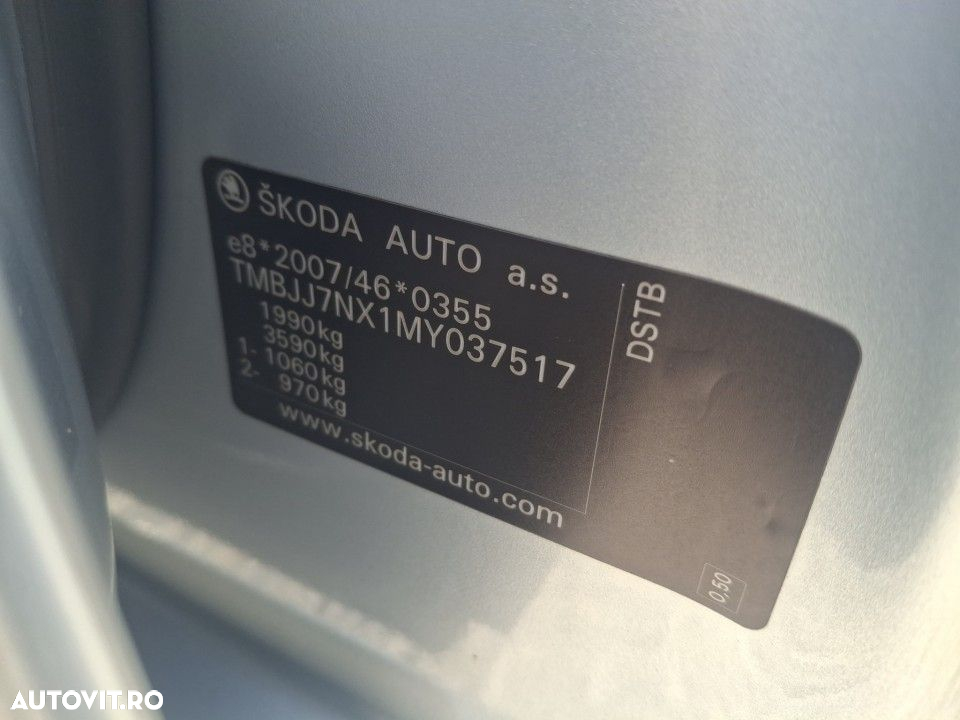 ŠKODA AUTO a.s.
e8*2007/46*0355
TMBJJ7NX1MY037517
1990kg
3590kg
1- 1060kg
2- 970kg
www.skoda-auto.com
DSTB
0,50
AUTOVIT.RO